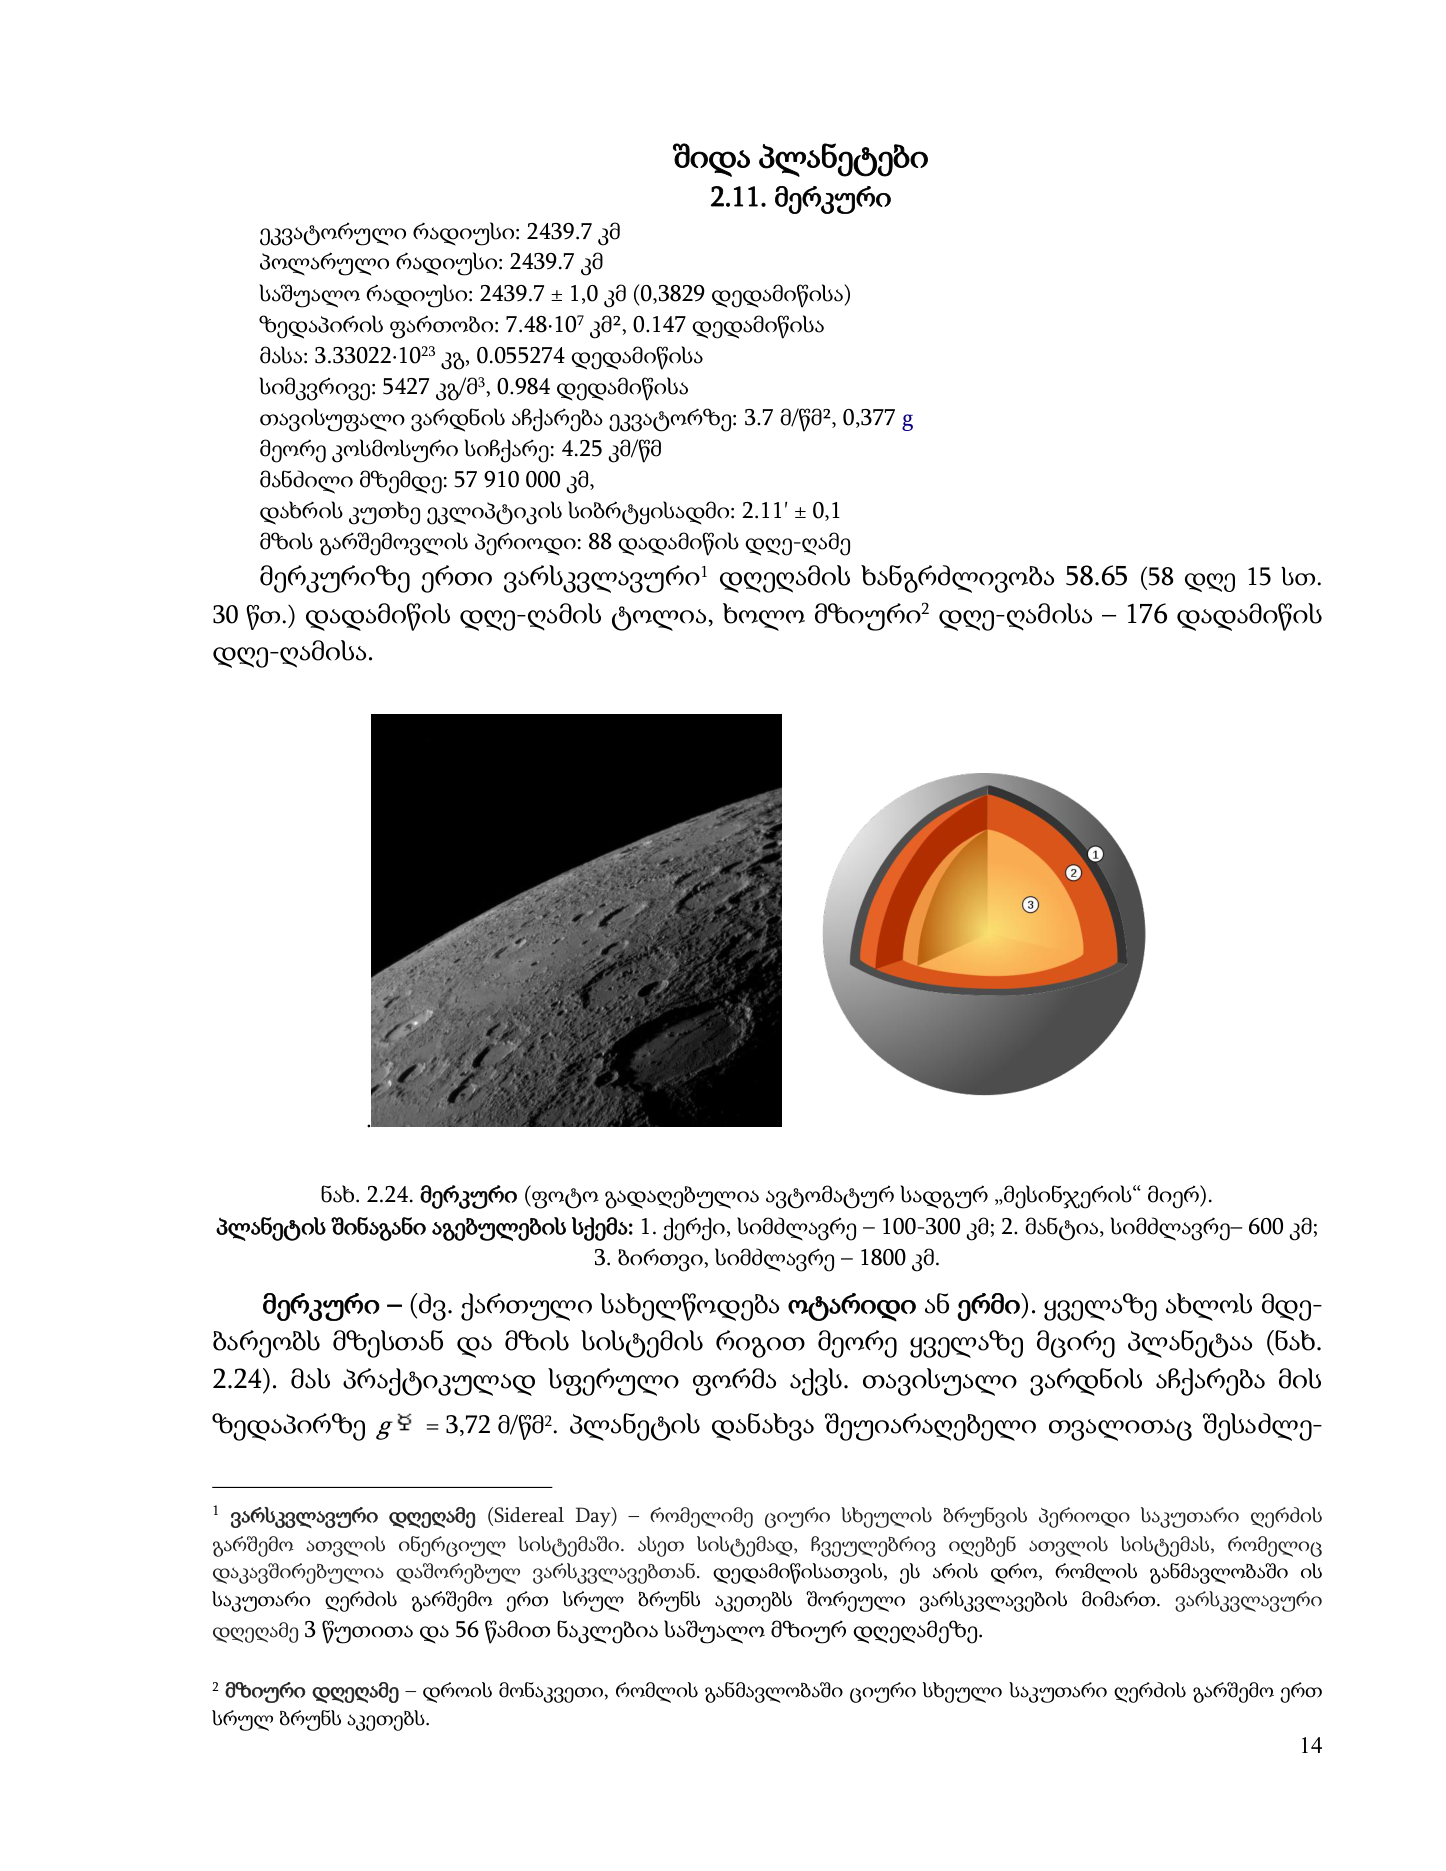 შიდა პლანეტები
2.11. მერკური
ეკვატორული რადიუსი: 2439.7 კმ
პოლარული რადიუსი: 2439.7 კმ
საშუალო რადიუსი: 2439.7 ± 1,0 კმ (0,3829 დედამიწისა)
ზედაპირის ფართობი: 7.48·10⁷ კმ², 0.147 დედამიწისა
მასა: 3.33022·10²³ კგ, 0.055274 დედამიწისა
სიმკვრივე: 5427 კგ/მ³, 0.984 დედამიწისა
თავისუფალი ვარდნის აჩქარება ეკვატორზე: 3.7 მ/წმ², 0,377 g
მეორე კოსმოსური სიჩქარე: 4.25 კმ/წმ
მანძილი მზემდე: 57 910 000 კმ,
დახრის კუთხე ეკლიპტიკის სიბრტყისადმი: 2.11' ± 0,1
მზის გარშემოვლის პერიოდი: 88 დადამიწის დღე-ღამე
მერკურიზე ერთი ვარსკვლავური¹ დღეღამის ხანგრძლივობა 58.65 (58 დღე 15 სთ.
30 წთ.) დადამიწის დღე-ღამის ტოლია, ხოლო მზიური² დღე-ღამისა – 176 დადამიწის
დღე-ღამისა.
1
2
3
.
ნახ. 2.24. მერკური (ფოტო გადაღებულია ავტომატურ სადგურ „მესინჯერის“ მიერ).
პლანეტის შინაგანი აგებულების სქემა: 1. ქერქი, სიმძლავრე – 100-300 კმ; 2. მანტია, სიმძლავრე– 600 კმ;
3. ბირთვი, სიმძლავრე – 1800 კმ.
მერკური – (ძვ. ქართული სახელწოდება ოტარიდი ან ერმი). ყველაზე ახლოს მდე-
ბარეობს მზესთან და მზის სისტემის რიგით მეორე ყველაზე მცირე პლანეტაა (ნახ.
2.24). მას პრაქტიკულად სფერული ფორმა აქვს. თავისუალი ვარდნის აჩქარება მის
ზედაპირზე g☿ = 3,72 მ/წმ². პლანეტის დანახვა შეუიარაღებელი თვალითაც შესაძლე-
¹ ვარსკვლავური დღეღამე (Sidereal Day) – რომელიმე ციური სხეულის ბრუნვის პერიოდი საკუთარი ღერძის
გარშემო ათვლის ინერციულ სისტემაში. ასეთ სისტემად, ჩვეულებრივ იღებენ ათვლის სისტემას, რომელიც
დაკავშირებულია დაშორებულ ვარსკვლავებთან. დედამიწისათვის, ეს არის დრო, რომლის განმავლობაში ის
საკუთარი ღერძის გარშემო ერთ სრულ ბრუნს აკეთებს შორეული ვარსკვლავების მიმართ. ვარსკვლავური
დღეღამე 3 წუთითა და 56 წამით ნაკლებია საშუალო მზიურ დღეღამეზე.
² მზიური დღეღამე – დროის მონაკვეთი, რომლის განმავლობაში ციური სხეული საკუთარი ღერძის გარშემო ერთ
სრულ ბრუნს აკეთებს.
14